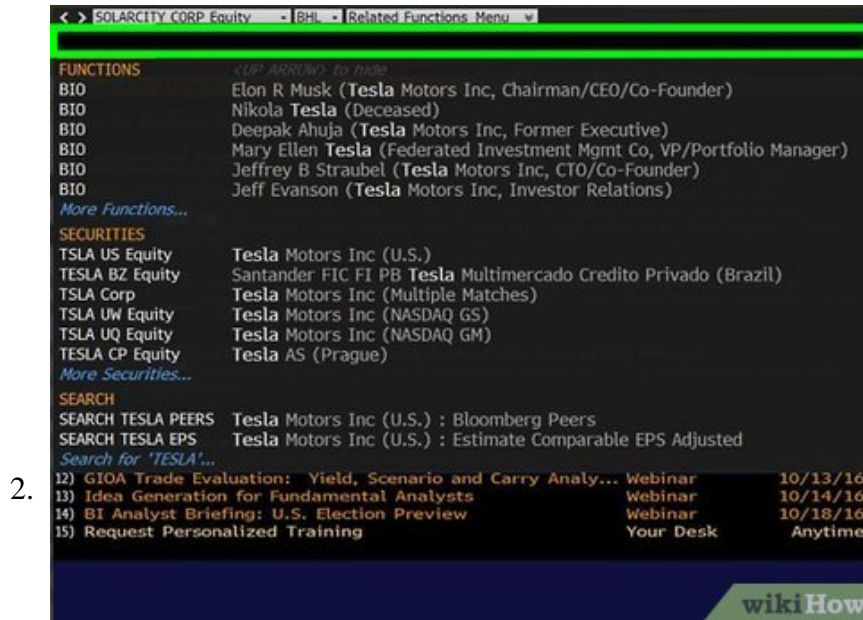 < > SOLARCITY CORP Equity BHL Related Functions Menu
FUNCTIONS <UP ARROW> to hide
BIO Elon R Musk (Tesla Motors Inc, Chairman/CEO/Co-Founder)
BIO Nikola Tesla (Deceased)
BIO Deepak Ahuja (Tesla Motors Inc, Former Executive)
BIO Mary Ellen Tesla (Federated Investment Mgmt Co, VP/Portfolio Manager)
BIO Jeffrey B Straubel (Tesla Motors Inc, CTO/Co-Founder)
BIO Jeff Evanson (Tesla Motors Inc, Investor Relations)
More Functions...
SECURITIES
TSLA US Equity Tesla Motors Inc (U.S.)
TESLA BZ Equity Santander FIC FI PB Tesla Multimercado Credito Privado (Brazil)
TSLA Corp Tesla Motors Inc (Multiple Matches)
TSLA UW Equity Tesla Motors Inc (NASDAQ GS)
TSLA UQ Equity Tesla Motors Inc (NASDAQ GM)
TESLA CP Equity Tesla AS (Prague)
More Securities...
SEARCH
SEARCH TESLA PEERS Tesla Motors Inc (U.S.) : Bloomberg Peers
SEARCH TESLA EPS Tesla Motors Inc (U.S.) : Estimate Comparable EPS Adjusted
Search for 'TESLA'...
12) GIOA Trade Evaluation: Yield, Scenario and Carry Analy... Webinar 10/13/16
13) Idea Generation for Fundamental Analysts Webinar 10/14/16
14) BI Analyst Briefing: U.S. Election Preview Webinar 10/18/16
15) Request Personalized Training Your Desk Anytime
2.
wikiHow